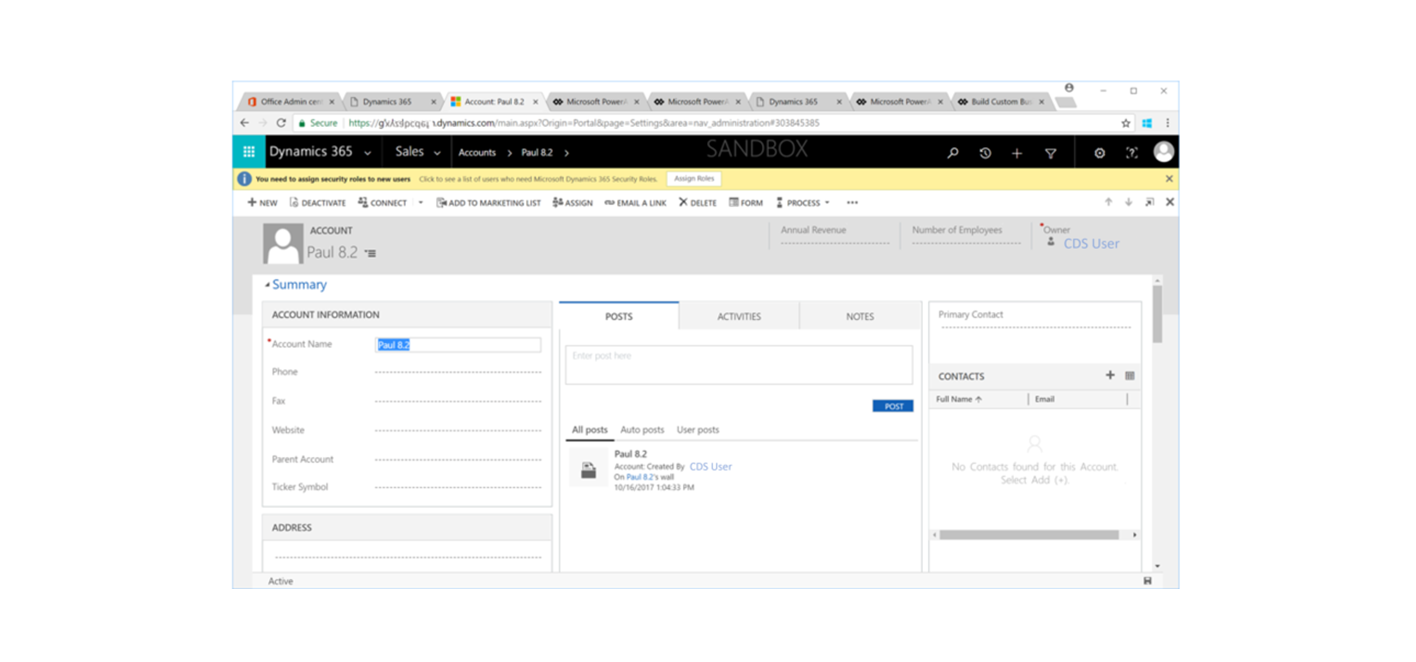 Office Admin cen
Dynamics 365
Account: Paul 8.2
Microsoft PowerA
Microsoft PowerA
Dynamics 365
Microsoft PowerA
Build Custom Bus
Secure
.dynamics.com/main.aspx?Origin=Portal&page=Settings&area=nav_administration#303845385
Dynamics 365 Sales Accounts > Paul 8.2 > SANDBOX
You need to assign security roles to new users Click to see a list of users who need Microsoft Dynamics 365 Security Roles. Assign Roles
NEW DEACTIVATE CONNECT ADD TO MARKETING LIST ASSIGN EMAIL A LINK DELETE FORM PROCESS ...
ACCOUNT
Paul 8.2
Annual Revenue
Number of Employees
*Owner
CDS User
Summary
ACCOUNT INFORMATION
*Account Name Paul 8.2
Phone
Fax
Website
Parent Account
Ticker Symbol
ADDRESS
POSTS ACTIVITIES NOTES
Enter post here
POST
All posts Auto posts User posts
Paul 8.2
Account: Created By CDS User
On Paul 8.2's wall
10/16/2017 1:04:33 PM
Primary Contact
CONTACTS +
Full Name ↑ Email
No Contacts found for this Account.
Select Add (+).
Active